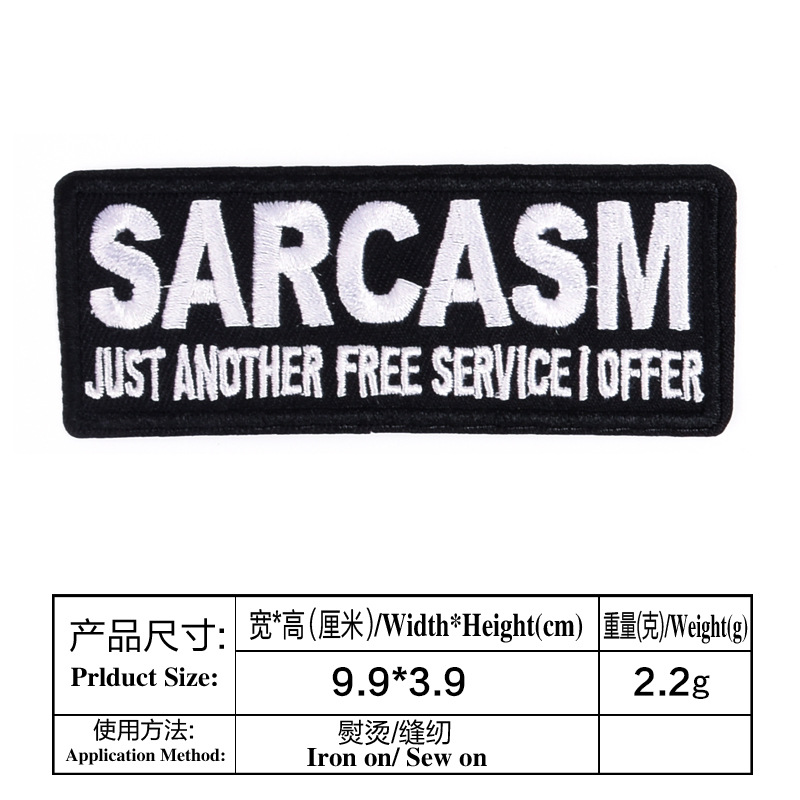 SARCASM
JUST ANOTHER FREE SERVICE I OFFER
产品尺寸:
Prlduct Size:
宽*高(厘米)/Width*Height(cm)
重量(克)/Weight(g)
9.9*3.9
2.2g
使用方法:
Application Method:
熨烫/缝纫
Iron on/ Sew on